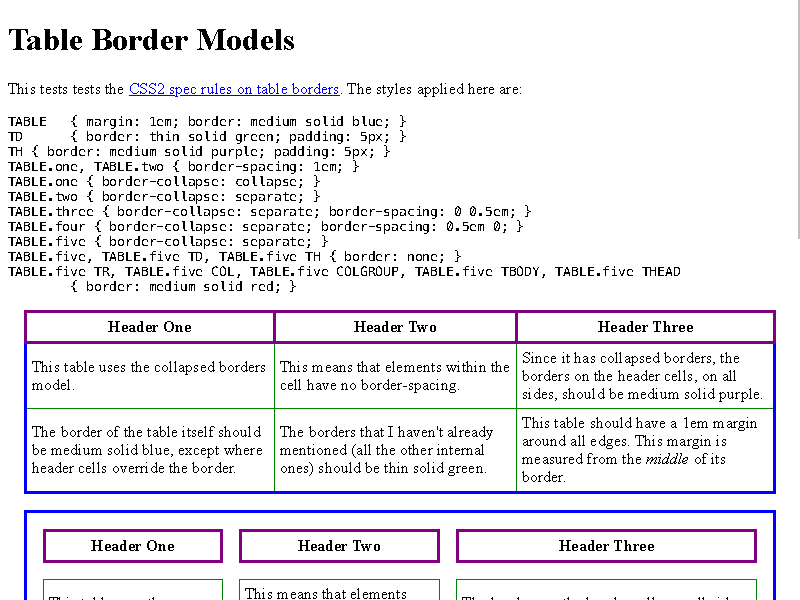 Table Border Models
This tests tests the CSS2 spec rules on table borders. The styles applied here are:
TABLE   { margin: 1em; border: medium solid blue; }
TD      { border: thin solid green; padding: 5px; }
TH { border: medium solid purple; padding: 5px; }
TABLE.one, TABLE.two { border-spacing: 1em; }
TABLE.one { border-collapse: collapse; }
TABLE.two { border-collapse: separate; }
TABLE.three { border-collapse: separate; border-spacing: 0 0.5em; }
TABLE.four { border-collapse: separate; border-spacing: 0.5em 0; }
TABLE.five { border-collapse: separate; }
TABLE.five, TABLE.five TD, TABLE.five TH { border: none; }
TABLE.five TR, TABLE.five COL, TABLE.five COLGROUP, TABLE.five TBODY, TABLE.five THEAD
        { border: medium solid red; }
Header One
Header Two
Header Three
This table uses the collapsed borders
model.
This means that elements within the
cell have no border-spacing.
Since it has collapsed borders, the
borders on the header cells, on all
sides, should be medium solid purple.
The border of the table itself should
be medium solid blue, except where
header cells override the border.
The borders that I haven't already
mentioned (all the other internal
ones) should be thin solid green.
This table should have a 1em margin
around all edges. This margin is
measured from the middle of its
border.
Header One
Header Two
Header Three
This means that elements